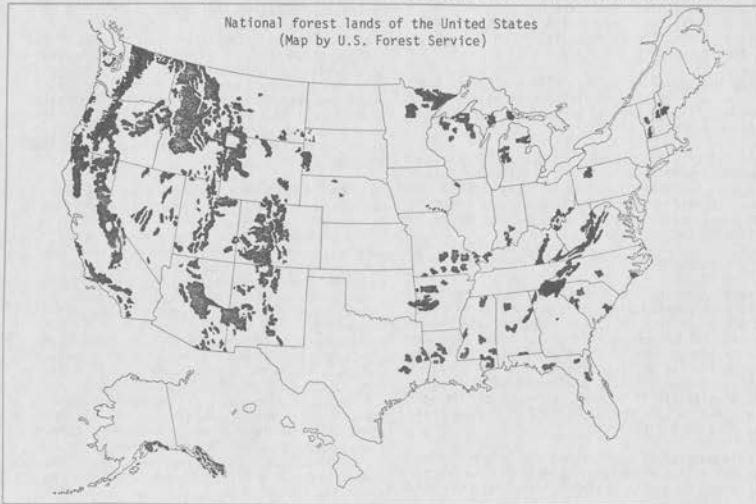 National forest lands of the United States
(Map by U.S. Forest Service)